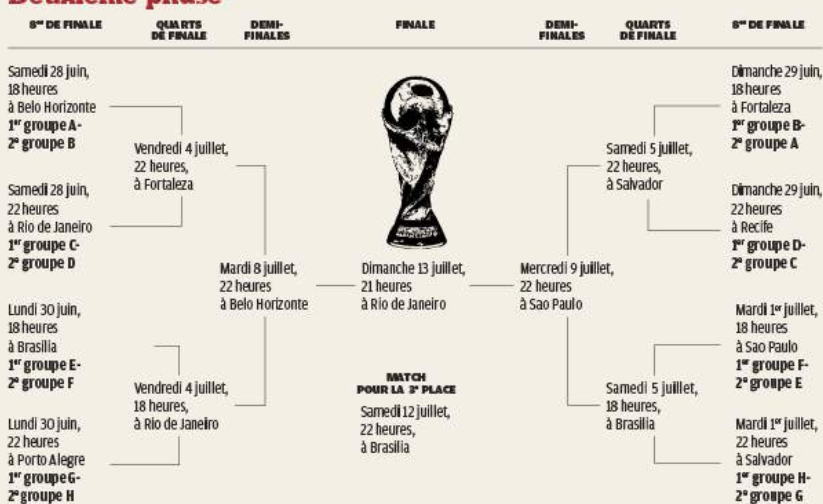 Deuxième phase
8ᵉˢ DE FINALE
QUARTS
DE FINALE
DEMI-
FINALES
FINALE
DEMI-
FINALES
QUARTS
DE FINALE
8ᵉˢ DE FINALE
Samedi 28 juin,
18 heures
à Belo Horizonte
1ᵉʳ groupe A-
2ᵉ groupe B
Samedi 28 juin,
22 heures
à Rio de Janeiro
1ᵉʳ groupe C-
2ᵉ groupe D
Lundi 30 juin,
18 heures
à Brasilia
1ᵉʳ groupe E-
2ᵉ groupe F
Lundi 30 juin,
22 heures
à Porto Alegre
1ᵉʳ groupe G-
2ᵉ groupe H
Vendredi 4 juillet,
22 heures,
à Fortaleza
Vendredi 4 juillet,
18 heures,
à Rio de Janeiro
Mardi 8 juillet,
22 heures
à Belo Horizonte
Dimanche 13 juillet,
21 heures
à Rio de Janeiro
MATCH
POUR LA 3ᵉ PLACE
Samedi 12 juillet,
22 heures,
à Brasilia
Mercredi 9 juillet,
22 heures
à Sao Paulo
Samedi 5 juillet,
22 heures,
à Salvador
Samedi 5 juillet,
18 heures,
à Brasilia
Dimanche 29 juin,
18 heures
à Fortaleza
1ᵉʳ groupe B-
2ᵉ groupe A
Dimanche 29 juin,
22 heures
à Recife
1ᵉʳ groupe D-
2ᵉ groupe C
Mardi 1ᵉʳ juillet,
18 heures
à Sao Paulo
1ᵉʳ groupe F-
2ᵉ groupe E
Mardi 1ᵉʳ juillet,
22 heures
à Salvador
1ᵉʳ groupe H-
2ᵉ groupe G